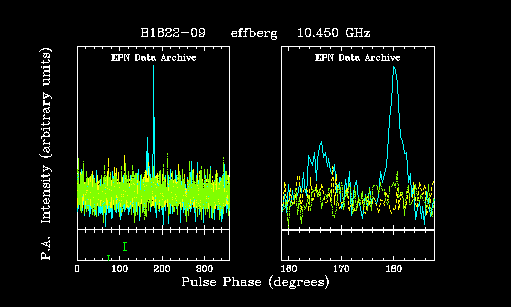 B1822-09 effberg 10.450 GHz
EPN Data Archive EPN Data Archive
P.A. Intensity (arbitrary units)
0 100 200 300 160 170 180
Pulse Phase (degrees)